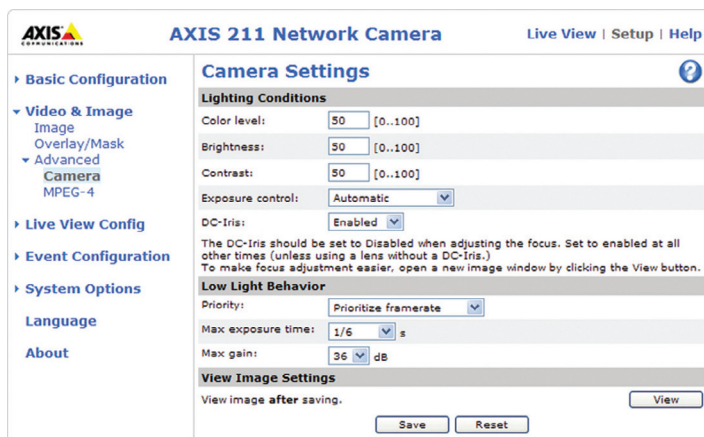 AXIS
COMMUNICATIONS
AXIS 211 Network Camera
Live View | Setup | Help
Basic Configuration
Video & Image
Image
Overlay/Mask
Advanced
Camera
MPEG-4
Live View Config
Event Configuration
System Options
Language
About
Camera Settings
?
Lighting Conditions
Color level: 50 [0..100]
Brightness: 50 [0..100]
Contrast: 50 [0..100]
Exposure control: Automatic
DC-Iris: Enabled
The DC-Iris should be set to Disabled when adjusting the focus. Set to enabled at all
other times (unless using a lens without a DC-Iris.)
To make focus adjustment easier, open a new image window by clicking the View button.
Low Light Behavior
Priority: Prioritize framerate
Max exposure time: 1/6 s
Max gain: 36 dB
View Image Settings
View image after saving. View
Save Reset